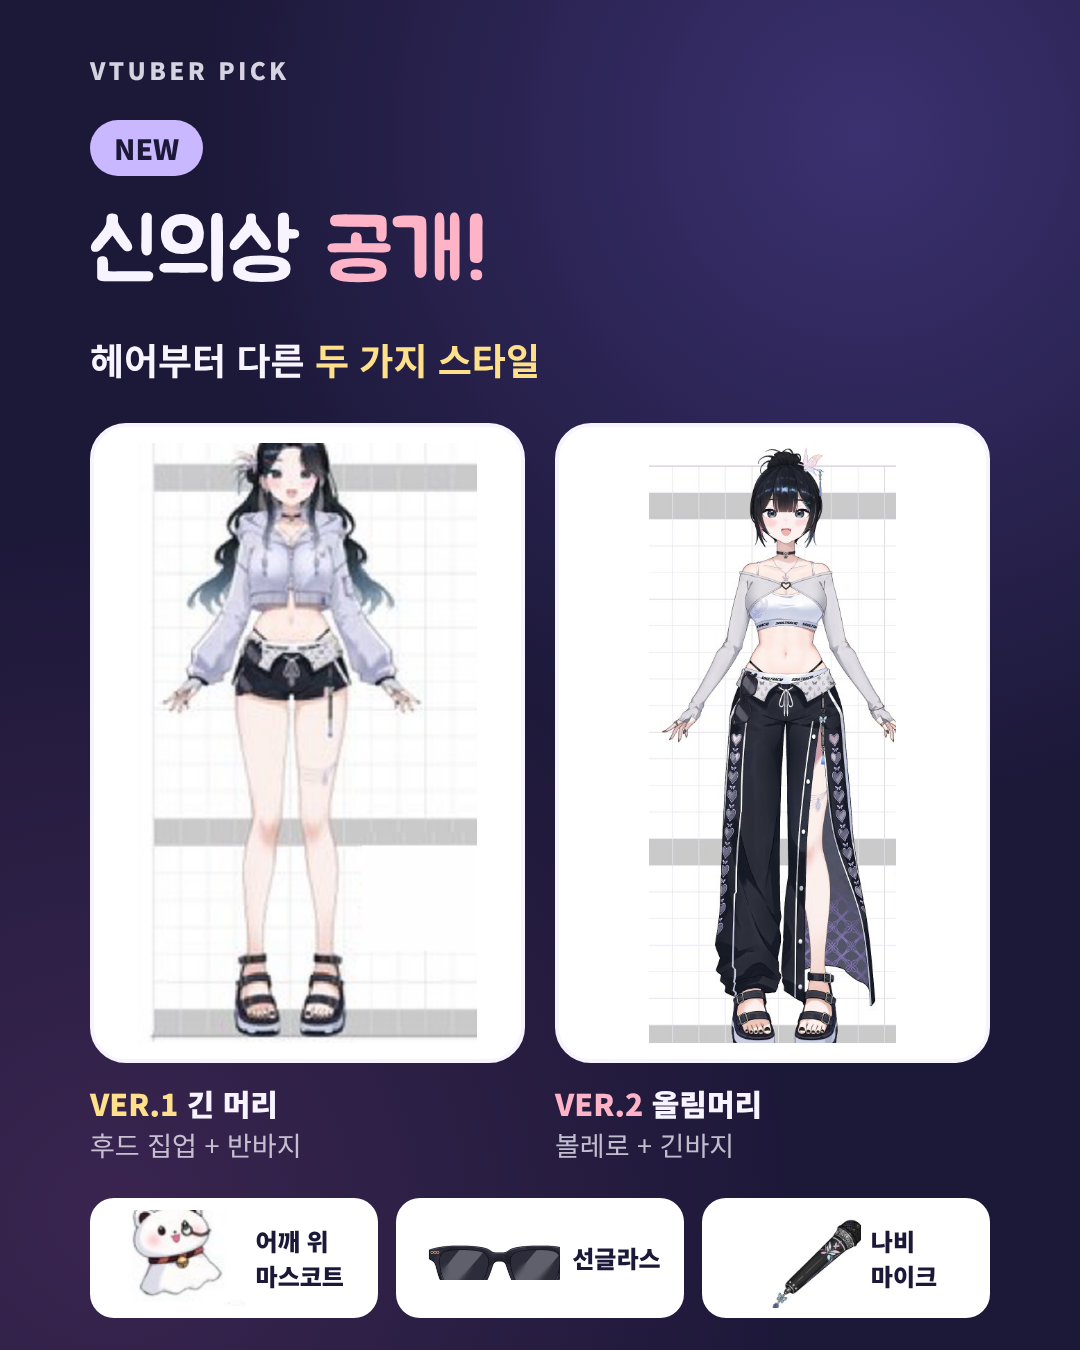 VTUBER PICK
NEW
신의상 공개!
헤어부터 다른 두 가지 스타일
VER.1 긴 머리
후드 집업 + 반바지
VER.2 올림머리
볼레로 + 긴바지
어깨 위
마스코트
선글라스
나비
마이크